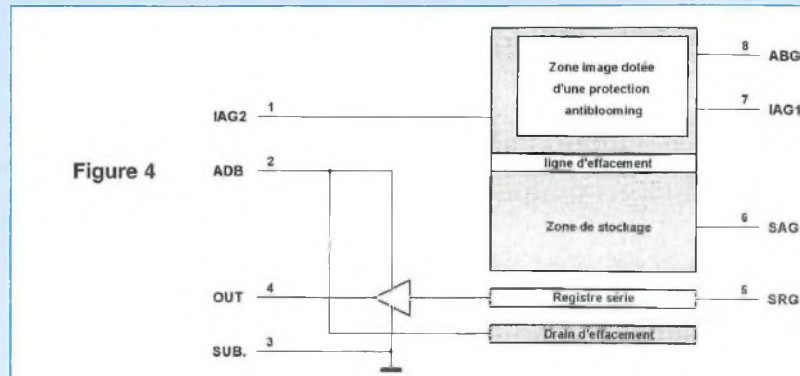 Figure 4
IAG2 1
ADB 2
OUT 4
SUB. 3
Zone image dotée
d'une protection
antiblooming
ligne d'effacement
Zone de stockage
Registre série
Drain d'effacement
8 ABG
7 IAG1
6 SAG
5 SRG